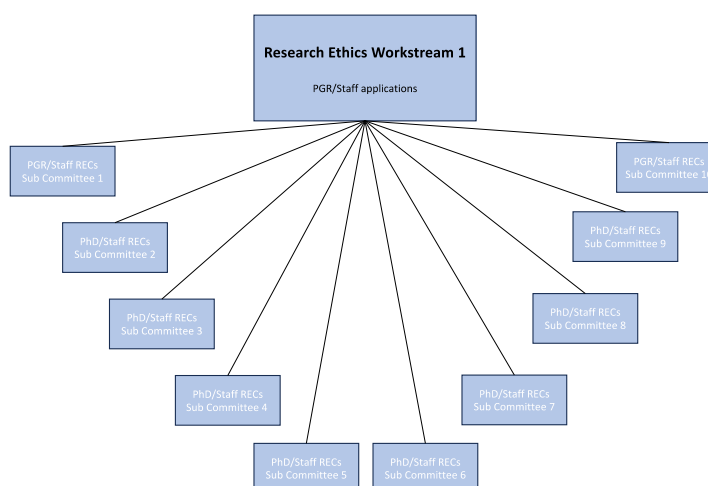 Research Ethics Workstream 1
PGR/Staff applications
PGR/Staff RECs
Sub Committee 1
PGR/Staff RECs
Sub Committee 10
PhD/Staff RECs
Sub Committee 2
PhD/Staff RECs
Sub Committee 9
PhD/Staff RECs
Sub Committee 3
PhD/Staff RECs
Sub Committee 8
PhD/Staff RECs
Sub Committee 4
PhD/Staff RECs
Sub Committee 7
PhD/Staff RECs
Sub Committee 5
PhD/Staff RECs
Sub Committee 6